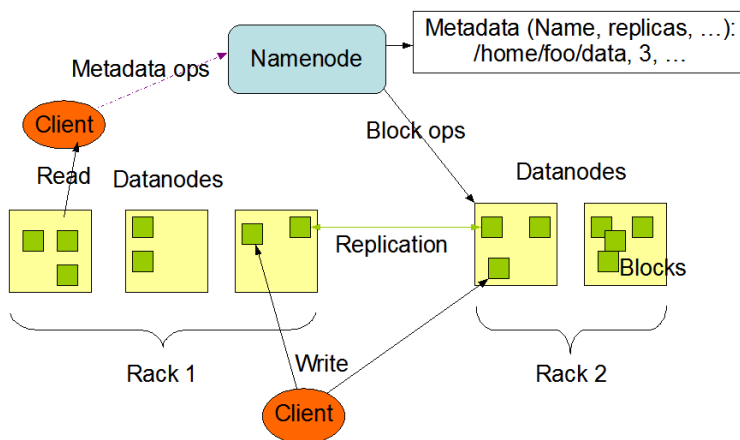 Metadata (Name, replicas, …):
/home/foo/data, 3, …
Namenode
Metadata ops
Client
Block ops
Read
Datanodes
Datanodes
Replication
Blocks
Rack 1
Write
Rack 2
Client